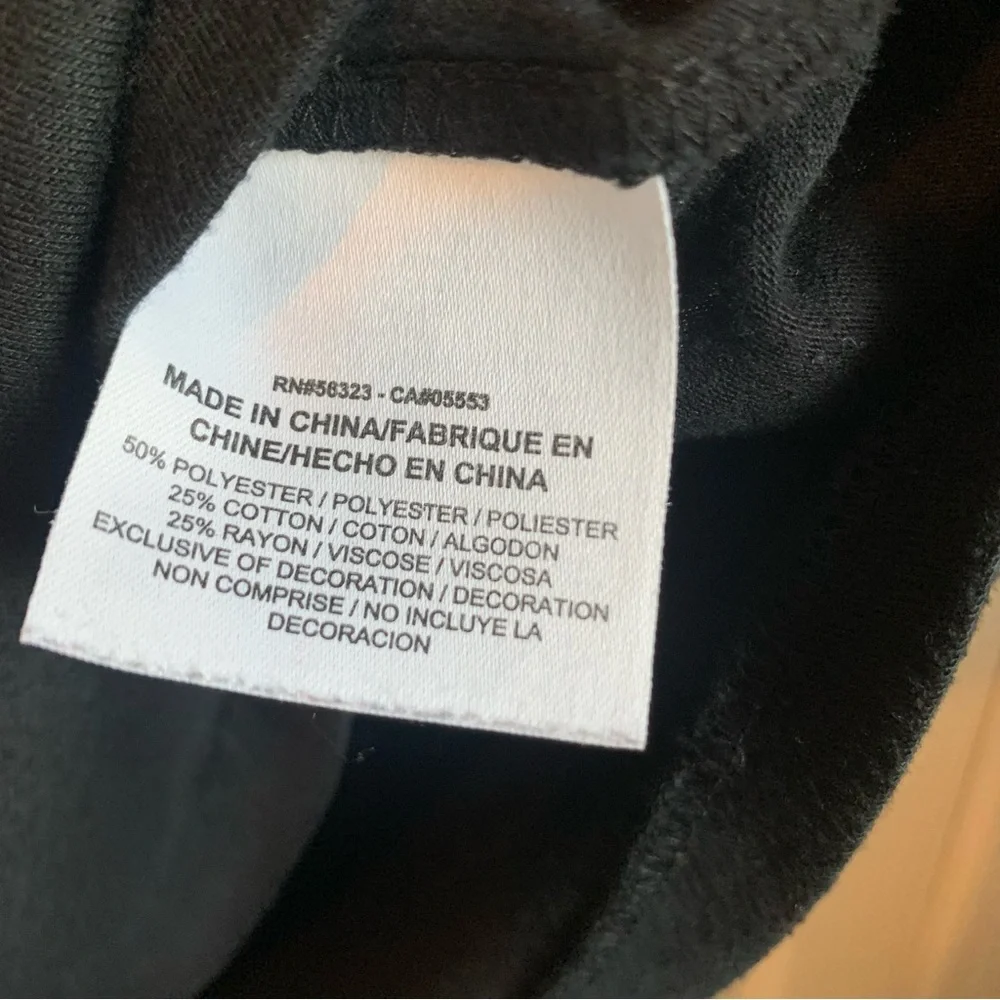 RN#56323 - CA#05553
MADE IN CHINA/FABRIQUE EN
CHINE/HECHO EN CHINA
50% POLYESTER / POLYESTER / POLIESTER
25% COTTON / COTON / ALGODON
25% RAYON / VISCOSE / VISCOSA
EXCLUSIVE OF DECORATION / DECORATION
NON COMPRISE / NO INCLUYE LA
DECORACION